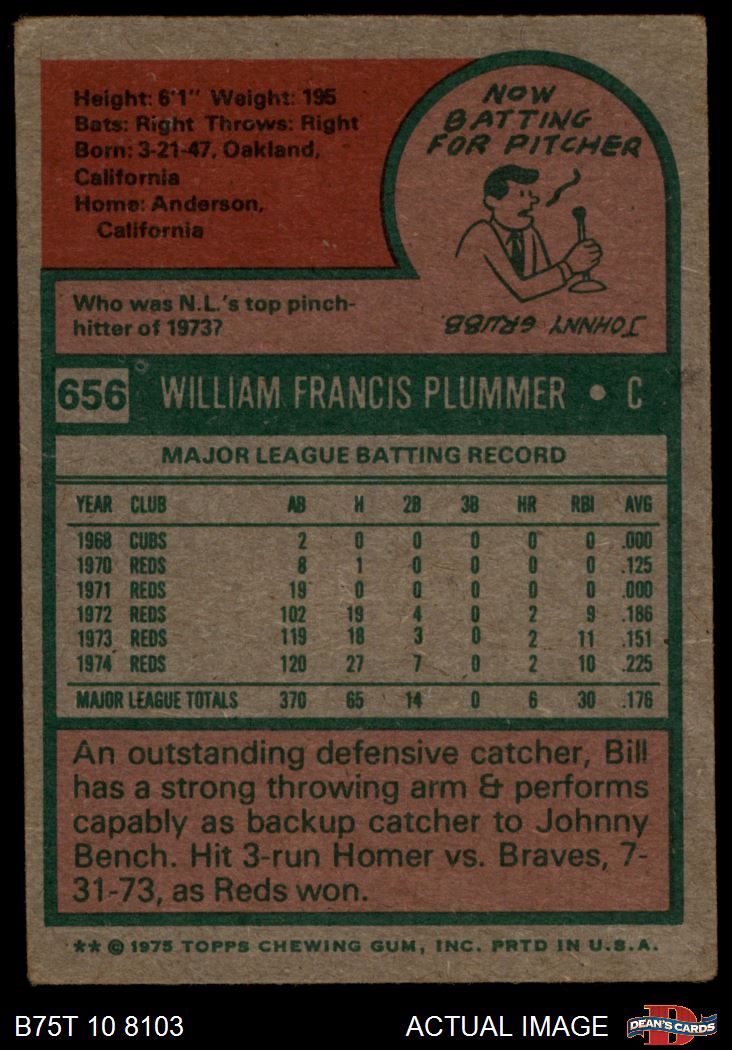 Height: 6'1" Weight: 195
Bats: Right Throws: Right
Born: 3-21-47, Oakland,
California
Home: Anderson,
California
NOW
BATTING
FOR PITCHER
Who was N.L.'s top pinch-
hitter of 1973?
JOHNNY GRUBB.
656 WILLIAM FRANCIS PLUMMER • C
MAJOR LEAGUE BATTING RECORD
YEAR CLUB AB H 2B 3B HR RBI AVG
1968 CUBS 2 0 0 0 0 0 .000
1970 REDS 8 1 0 0 0 0 .125
1971 REDS 19 0 0 0 0 0 .000
1972 REDS 102 19 4 0 2 9 .186
1973 REDS 119 18 3 0 2 11 .151
1974 REDS 120 27 7 0 2 10 .225
MAJOR LEAGUE TOTALS 370 65 14 0 6 30 .176
An outstanding defensive catcher, Bill
has a strong throwing arm & performs
capably as backup catcher to Johnny
Bench. Hit 3-run Homer vs. Braves, 7-
31-73, as Reds won.
** © 1975 TOPPS CHEWING GUM, INC. PRTD IN U.S.A.
B75T 10 8103 ACTUAL IMAGE D DEAN'S CARDS